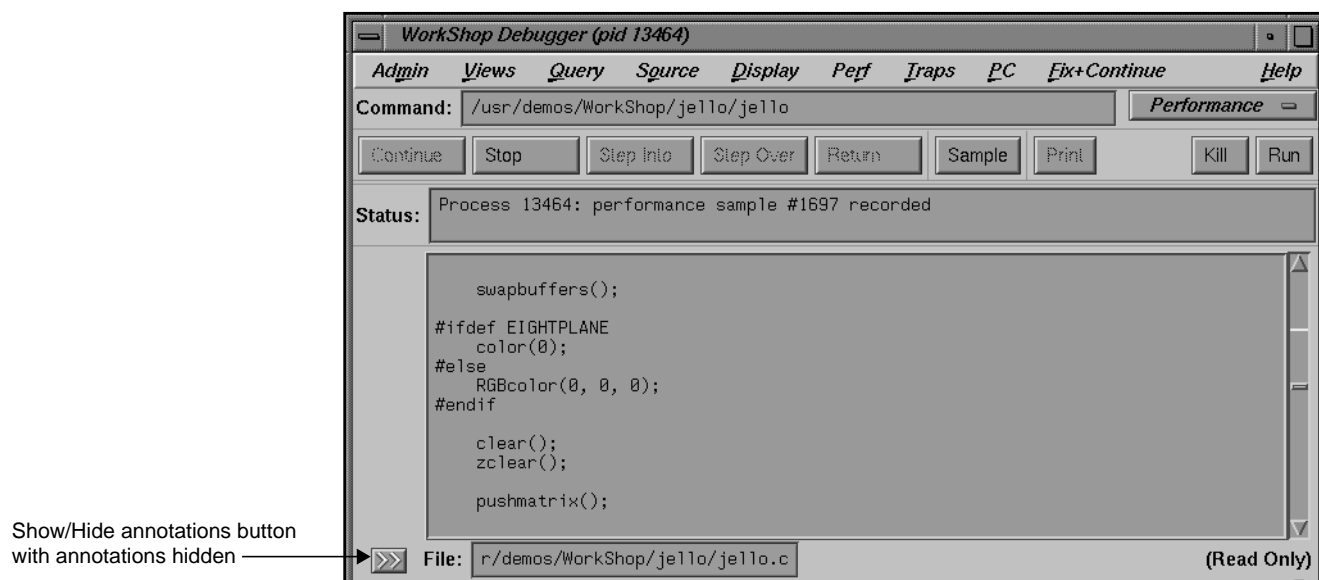 WorkShop Debugger (pid 13464)
Admin Views Query Source Display Perf Traps PC Fix+Continue Help
Command: /usr/demos/WorkShop/jello/jello Performance
Continue Stop Step Into Step Over Return Sample Print Kill Run
Status: Process 13464: performance sample #1697 recorded
swapbuffers();
#ifdef EIGHTPLANE
color(0);
#else
RGBcolor(0, 0, 0);
#endif
clear();
zclear();
pushmatrix();
Show/Hide annotations button
with annotations hidden
>> File: r/demos/WorkShop/jello/jello.c (Read Only)